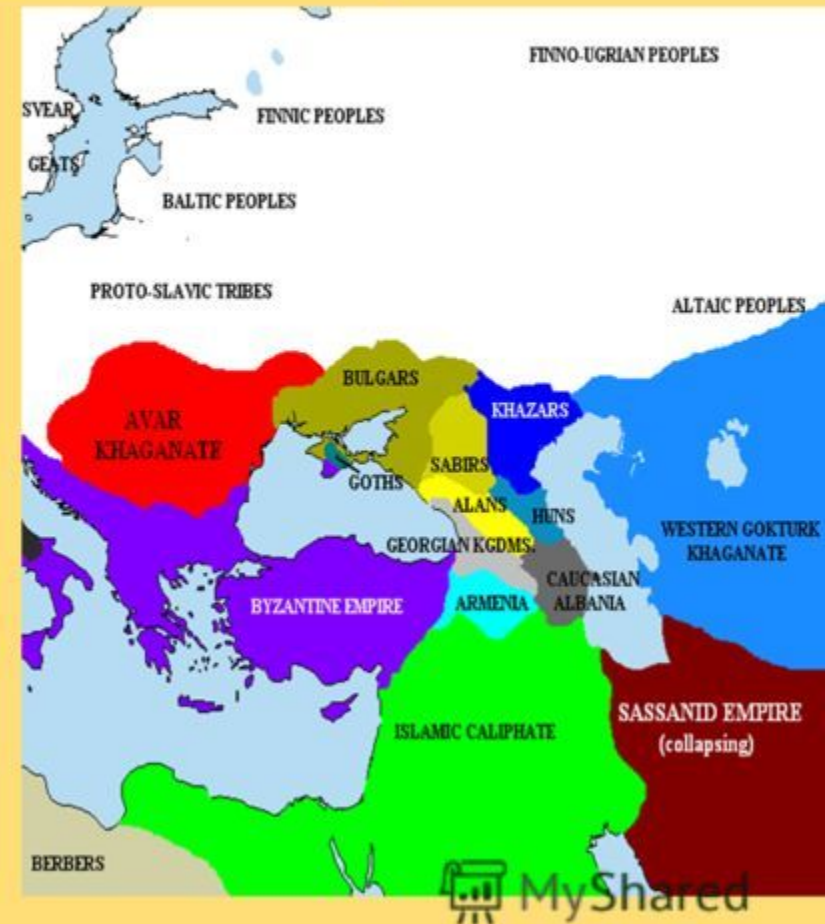 FINNO-UGRIAN PEOPLES
SVEAR
FINNIC PEOPLES
GEATS
BALTIC PEOPLES
PROTO-SLAVIC TRIBES
ALTAIC PEOPLES
BULGARS
AVAR
KHAGANATE
KHAZARS
SABIRS
GOTHS
ALANS
HUNS
WESTERN GOKTURK
KHAGANATE
GEORGIAN KGDMS.
CAUCASIAN
ALBANIA
BYZANTINE EMPIRE
ARMENIA
ISLAMIC CALIPHATE
SASSANID EMPIRE
(collapsing)
BERBERS
MyShared